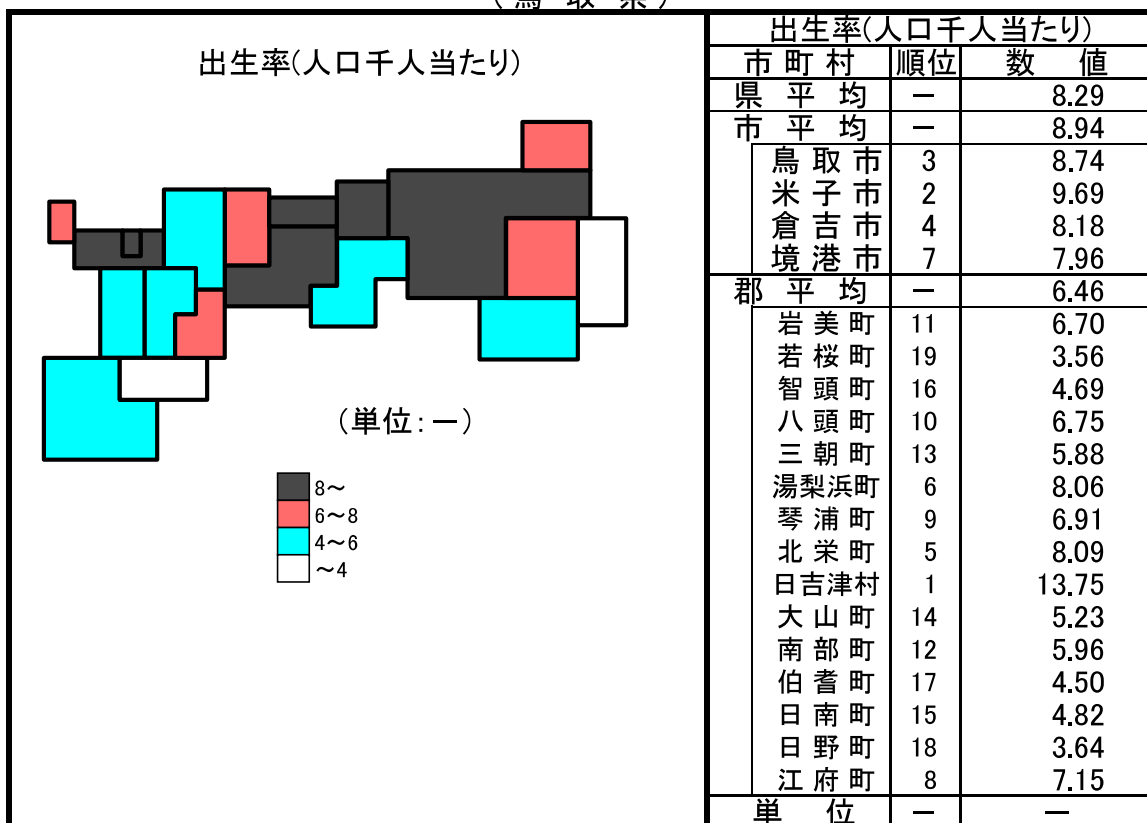 (鳥取県)
出生率(人口千人当たり)
(単位:－)
8～
6～8
4～6
～4
出生率(人口千人当たり)
市町村 順位 数値
県平均 － 8.29
市平均 － 8.94
鳥取市 3 8.74
米子市 2 9.69
倉吉市 4 8.18
境港市 7 7.96
郡平均 － 6.46
岩美町 11 6.70
若桜町 19 3.56
智頭町 16 4.69
八頭町 10 6.75
三朝町 13 5.88
湯梨浜町 6 8.06
琴浦町 9 6.91
北栄町 5 8.09
日吉津村 1 13.75
大山町 14 5.23
南部町 12 5.96
伯耆町 17 4.50
日南町 15 4.82
日野町 18 3.64
江府町 8 7.15
単位 － －